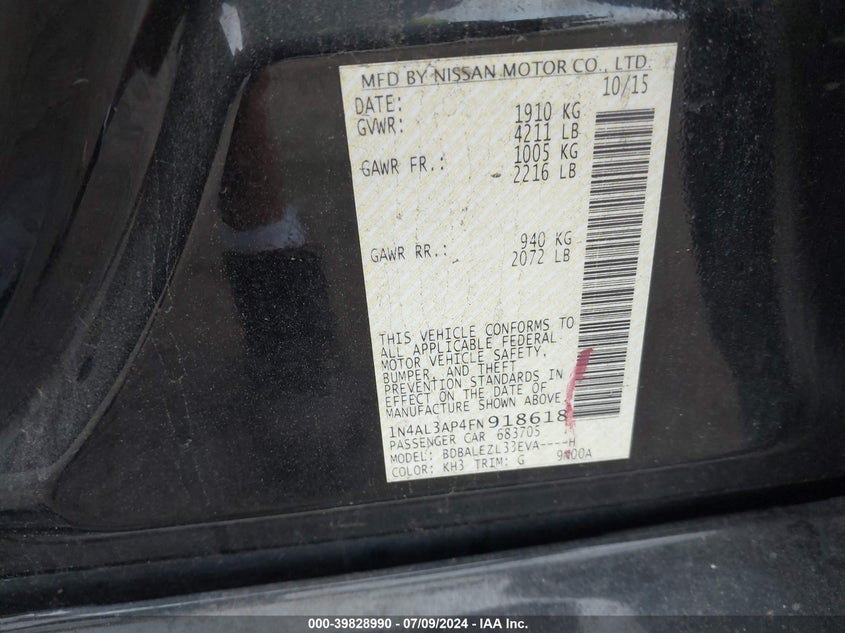 MFD BY NISSAN MOTOR CO., LTD.
DATE: 10/15
GVWR: 1910 KG
4211 LB
GAWR FR.: 1005 KG
2216 LB
GAWR RR.: 940 KG
2072 LB
THIS VEHICLE CONFORMS TO
ALL APPLICABLE FEDERAL
MOTOR VEHICLE SAFETY,
BUMPER, AND THEFT
PREVENTION STANDARDS IN
EFFECT ON THE DATE OF
MANUFACTURE SHOWN ABOVE.
1N4AL3AP4FN918618
PASSENGER CAR 683705
MODEL: BDBALEZL33EVA----H
COLOR: KH3 TRIM: G
000-39828990 - 07/09/2024 - IAA Inc.